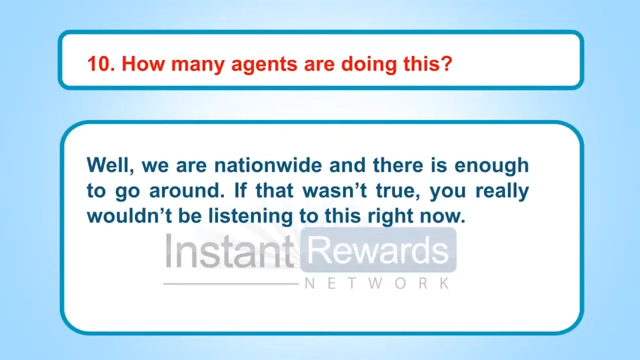 10. How many agents are doing this?
Well, we are nationwide and there is enough
to go around. If that wasn't true, you really
wouldn't be listening to this right now.
Instant Rewards
NETWORK